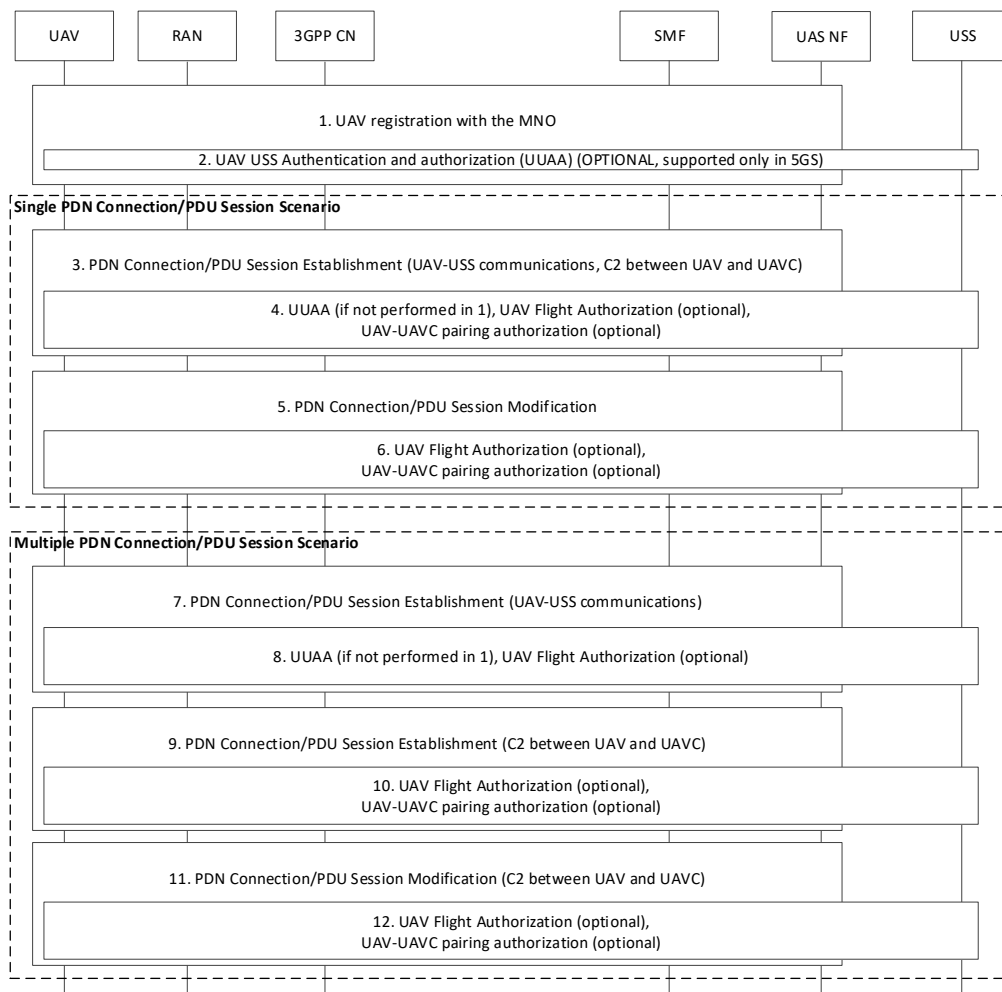 UAV
RAN
3GPP CN
SMF
UAS NF
USS
1. UAV registration with the MNO
2. UAV USS Authentication and authorization (UUAA) (OPTIONAL, supported only in 5GS)
Single PDN Connection/PDU Session Scenario
3. PDN Connection/PDU Session Establishment (UAV-USS communications, C2 between UAV and UAVC)
4. UUAA (if not performed in 1), UAV Flight Authorization (optional),
UAV-UAVC pairing authorization (optional)
5. PDN Connection/PDU Session Modification
6. UAV Flight Authorization (optional),
UAV-UAVC pairing authorization (optional)
Multiple PDN Connection/PDU Session Scenario
7. PDN Connection/PDU Session Establishment (UAV-USS communications)
8. UUAA (if not performed in 1), UAV Flight Authorization (optional)
9. PDN Connection/PDU Session Establishment (C2 between UAV and UAVC)
10. UAV Flight Authorization (optional),
UAV-UAVC pairing authorization (optional)
11. PDN Connection/PDU Session Modification (C2 between UAV and UAVC)
12. UAV Flight Authorization (optional),
UAV-UAVC pairing authorization (optional)